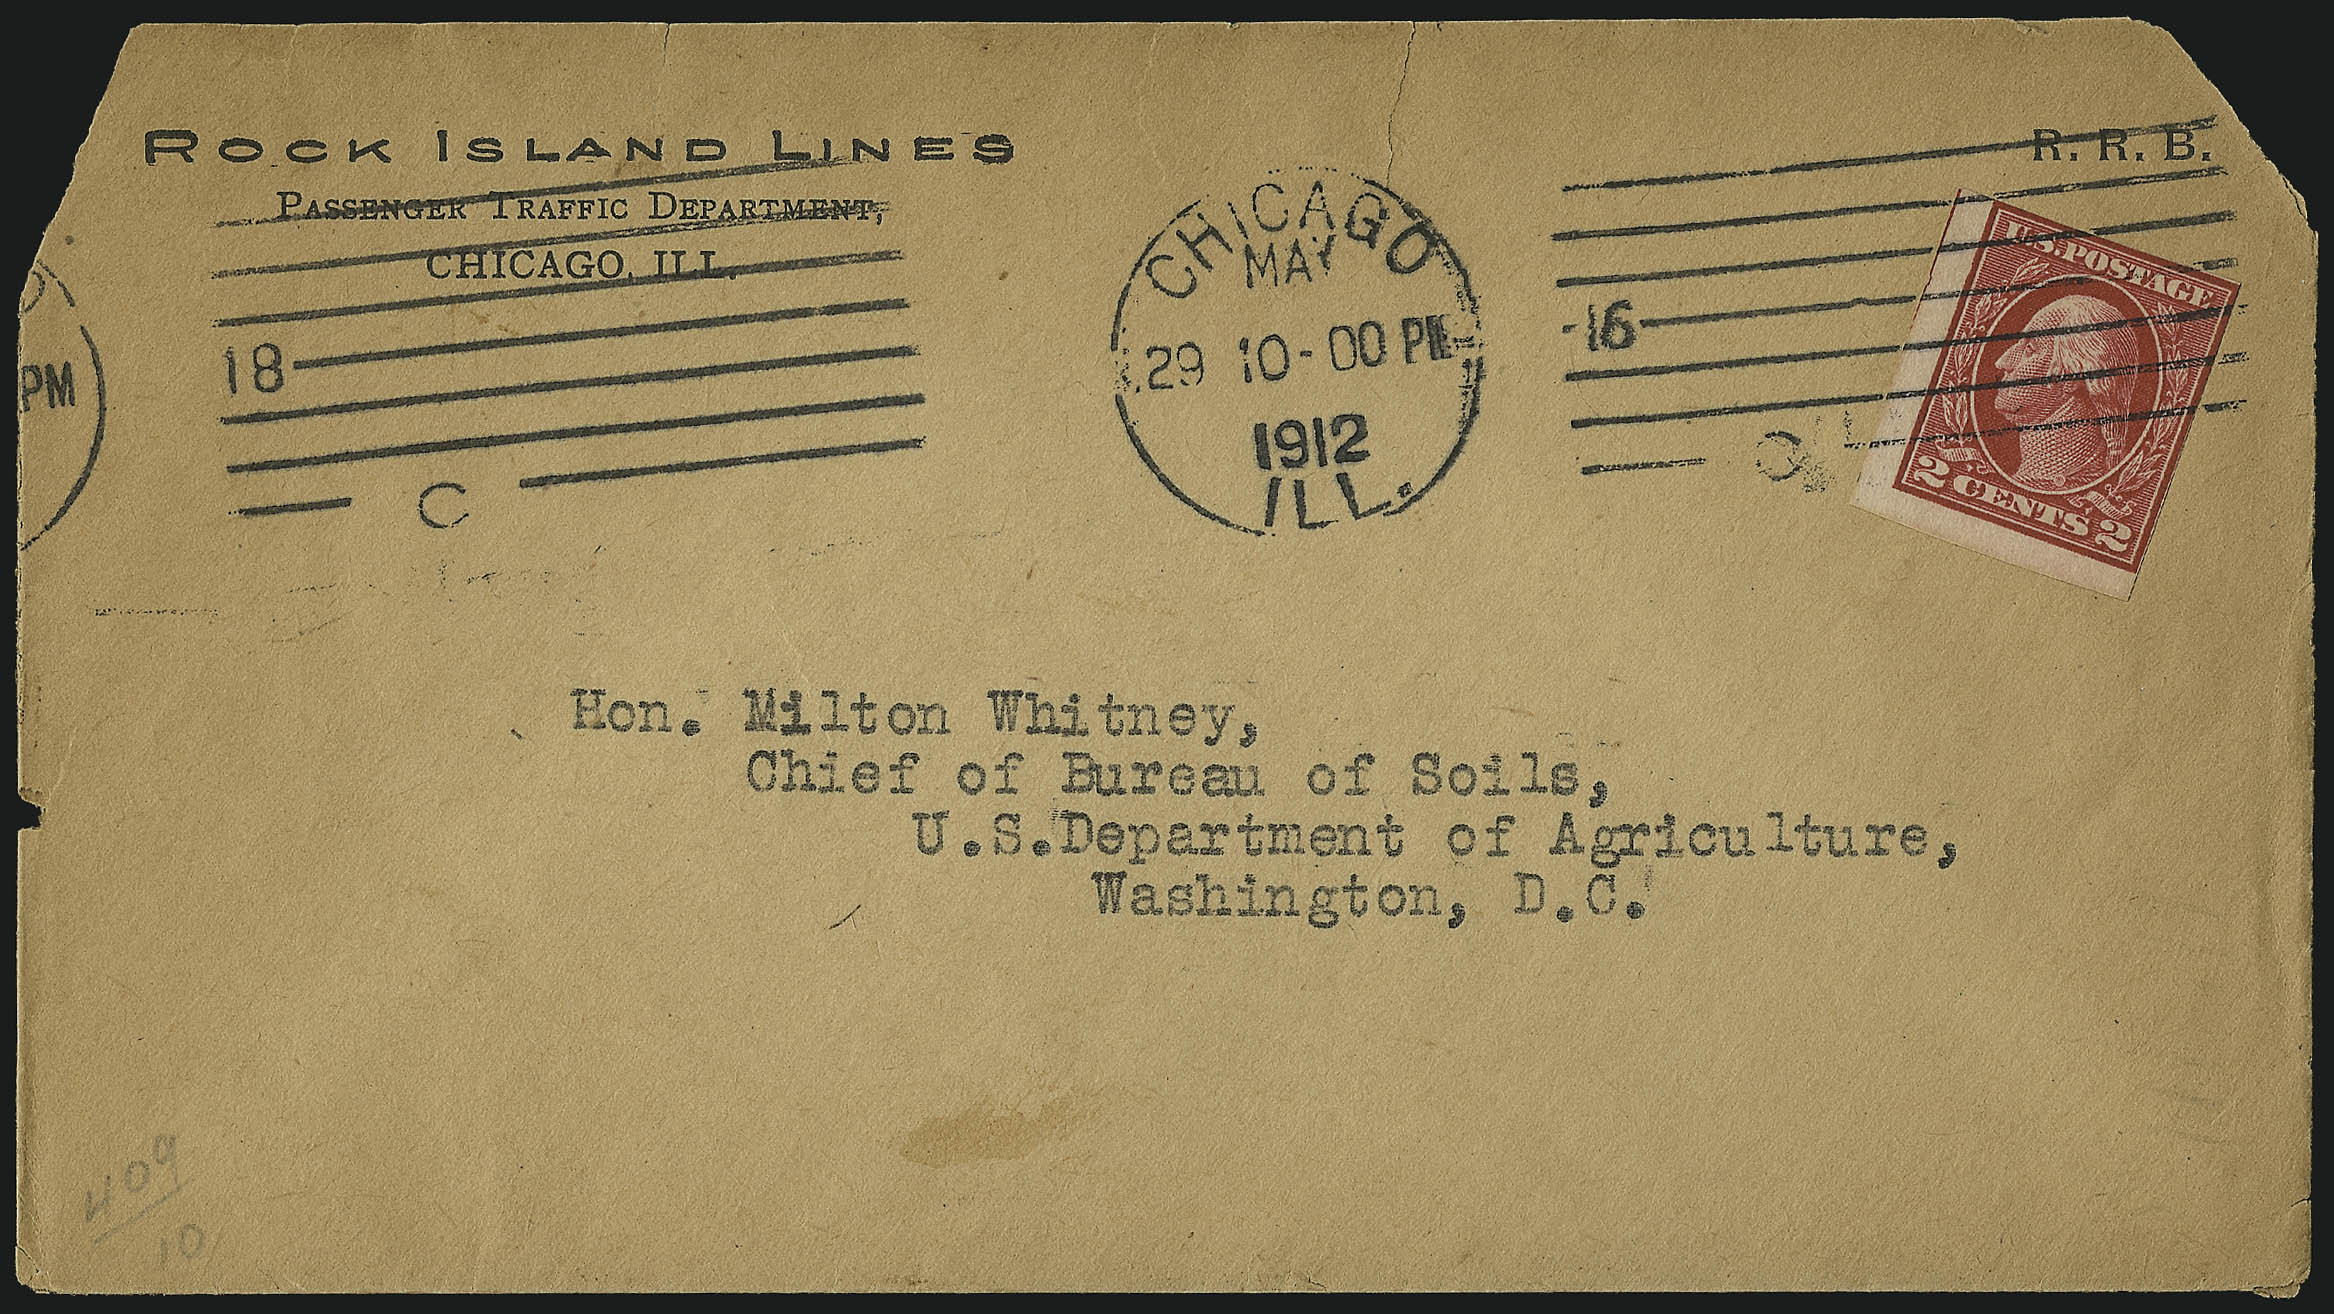 ROCK ISLAND LINES
PASSENGER TRAFFIC DEPARTMENT,
CHICAGO, ILL.
R. R. B.
PM
18
C
CHICAGO
MAY
29 10-00 PM
1912
ILL.
16
U.S. POSTAGE
2 CENTS 2
Hon. Milton Whitney,
Chief of Bureau of Soils,
U.S.Department of Agriculture,
Washington, D.C.
409
10